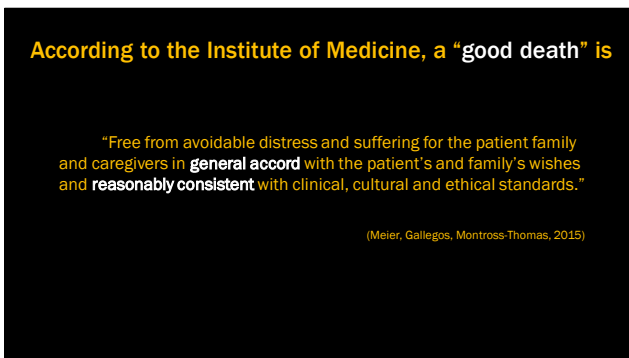 According to the Institute of Medicine, a “good death” is
“Free from avoidable distress and suffering for the patient family
and caregivers in general accord with the patient’s and family’s wishes
and reasonably consistent with clinical, cultural and ethical standards.”
(Meier, Gallegos, Montross-Thomas, 2015)